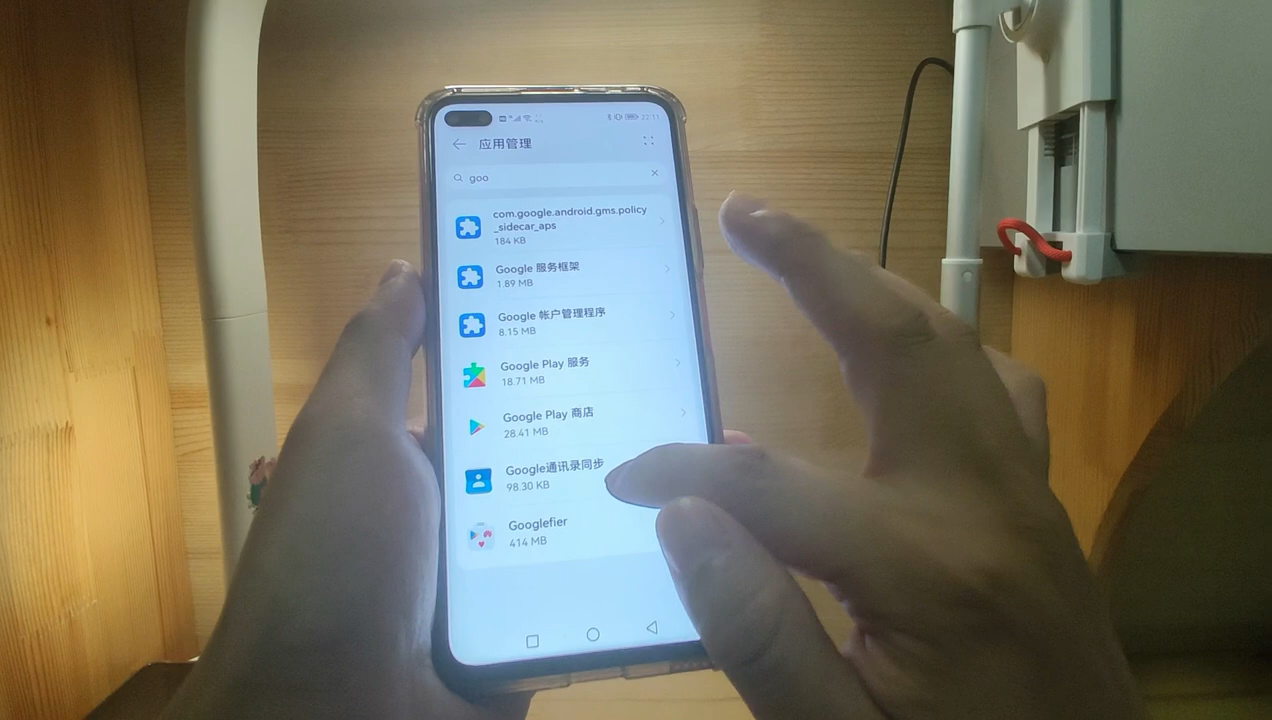 22:11
应用管理
goo
com.google.android.gms.policy
_sidecar_aps
184 KB
Google 服务框架
1.89 MB
Google 帐户管理程序
8.15 MB
Google Play 服务
18.71 MB
Google Play 商店
28.41 MB
Google通讯录同步
98.30 KB
Googlefier
414 MB